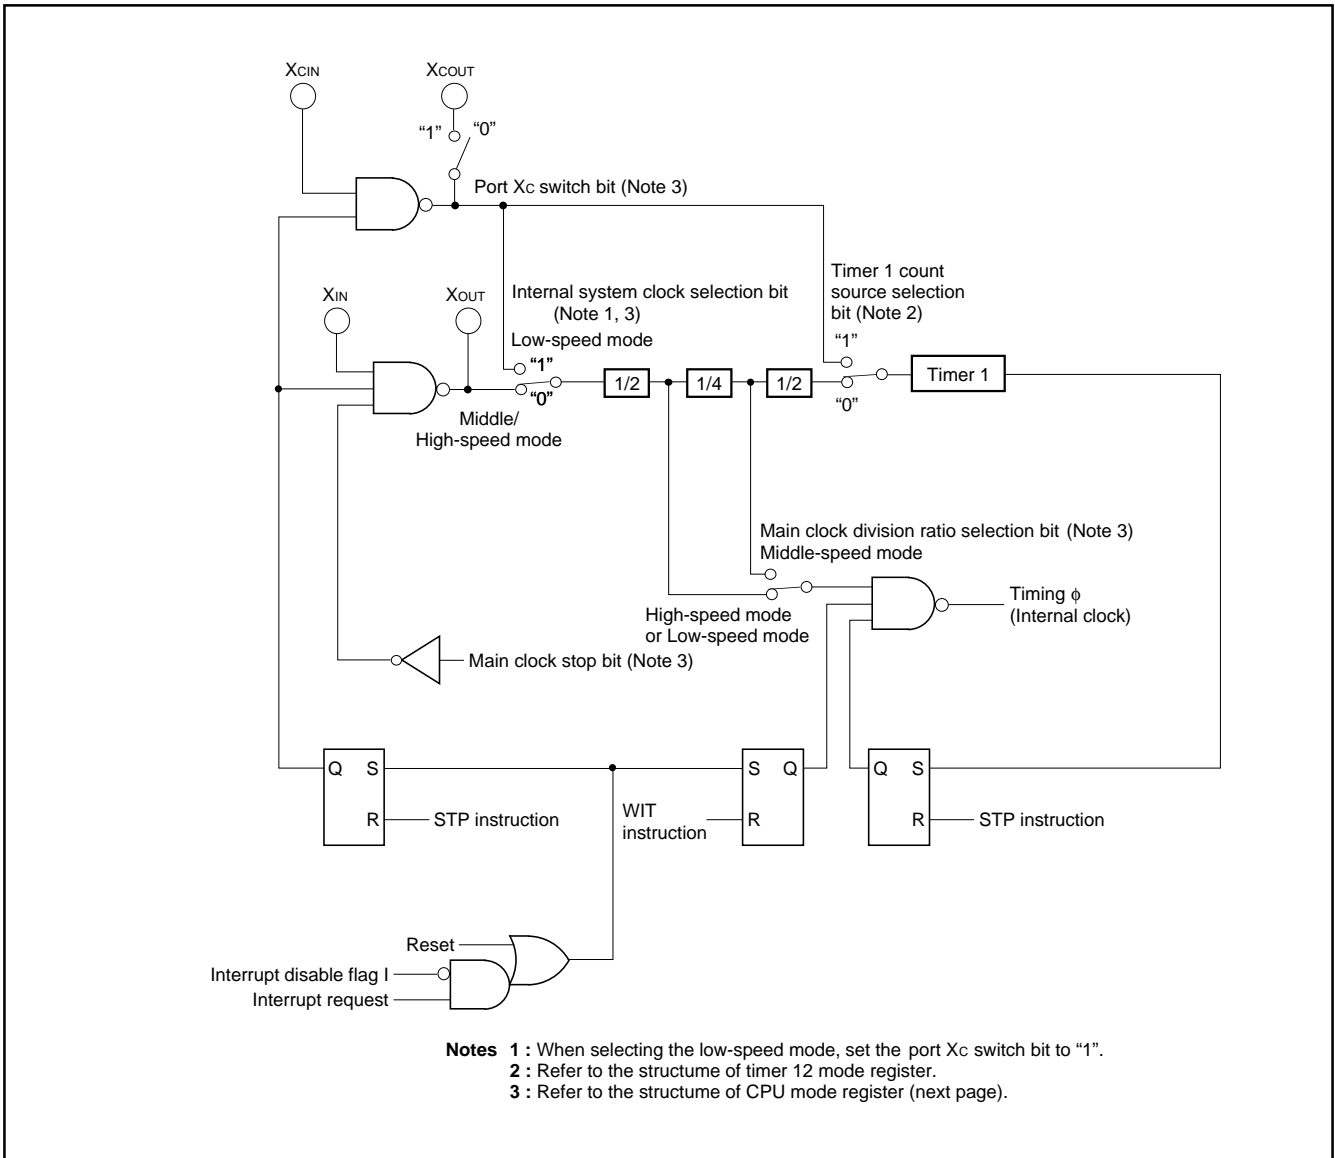 XCIN
XCOUT
“1” “0”
Port XC switch bit (Note 3)
XIN
XOUT
Internal system clock selection bit
(Note 1, 3)
Low-speed mode
“1”
“0”
Middle/
High-speed mode
1/2
1/4
1/2
Timer 1 count
source selection
bit (Note 2)
“1”
“0”
Timer 1
Main clock division ratio selection bit (Note 3)
Middle-speed mode
High-speed mode
or Low-speed mode
Timing ϕ
(Internal clock)
Main clock stop bit (Note 3)
Q S
R
STP instruction
WIT
instruction
S Q
R
Q S
R
STP instruction
Reset
Interrupt disable flag I
Interrupt request
Notes 1 : When selecting the low-speed mode, set the port XC switch bit to “1”.
2 : Refer to the structume of timer 12 mode register.
3 : Refer to the structume of CPU mode register (next page).